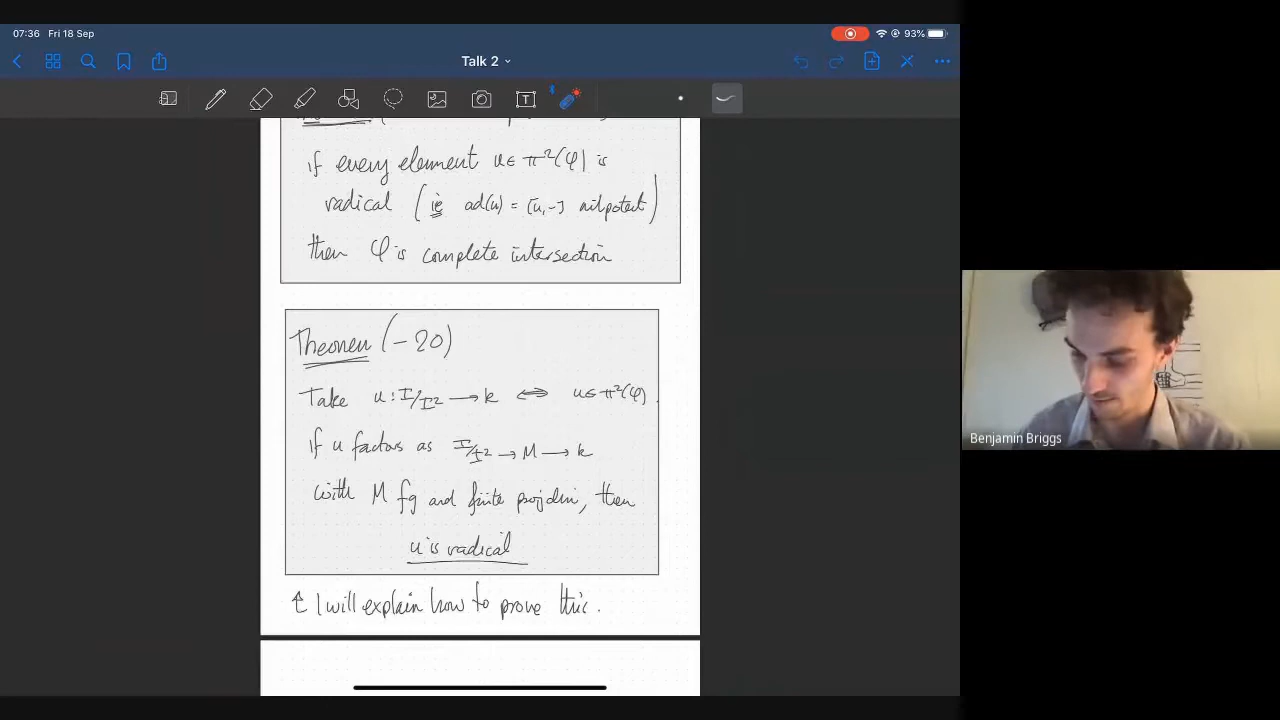 07:36 Fri 18 Sep
93%
Talk 2
T
if every element u ∈ π²(φ) is
radical (ie ad(u) = [u,-] nilpotent)
then φ is complete intersection
Theorem (-20)
Take u : I/I² → k ⟺ u ∈ π²(φ).
If u factors as I/I² → M → k
with M fg and finite projdim, then
u is radical
↑ I will explain how to prove this.
Benjamin Briggs